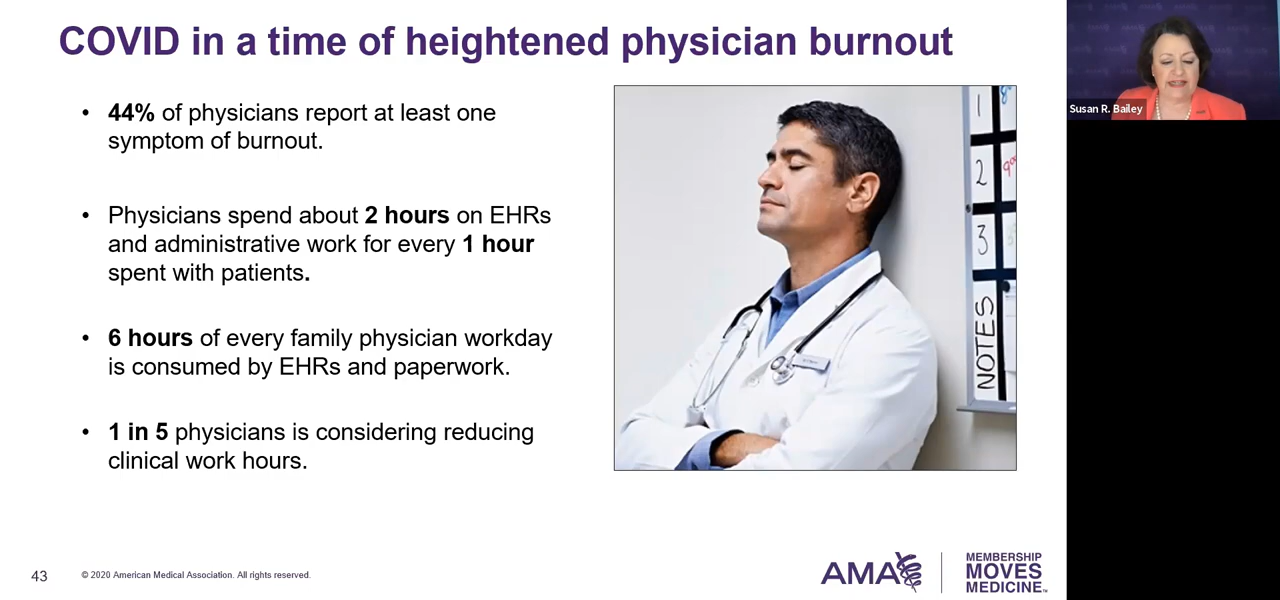 COVID in a time of heightened physician burnout
• 44% of physicians report at least one
symptom of burnout.
• Physicians spend about 2 hours on EHRs
and administrative work for every 1 hour
spent with patients.
• 6 hours of every family physician workday
is consumed by EHRs and paperwork.
• 1 in 5 physicians is considering reducing
clinical work hours.
1
2
3
NOTES
Susan R. Bailey
43
© 2020 American Medical Association. All rights reserved.
AMA
MEMBERSHIP
MOVES
MEDICINE™